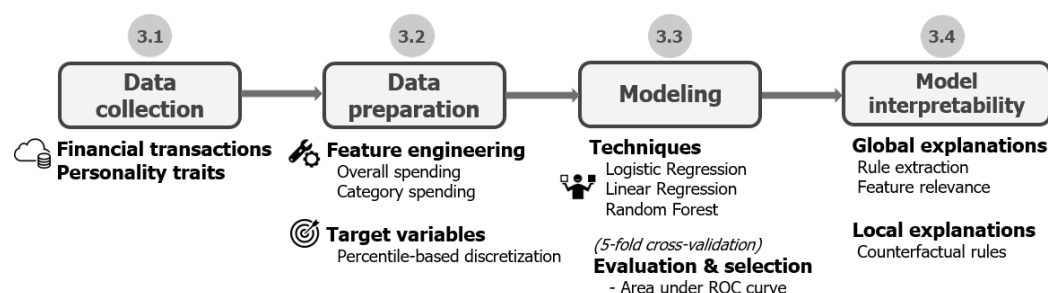 3.1
Data
collection
Financial transactions
Personality traits
3.2
Data
preparation
Feature engineering
Overall spending
Category spending
Target variables
Percentile-based discretization
3.3
Modeling
Techniques
Logistic Regression
Linear Regression
Random Forest
(5-fold cross-validation)
Evaluation & selection
- Area under ROC curve
3.4
Model
interpretability
Global explanations
Rule extraction
Feature relevance
Local explanations
Counterfactual rules